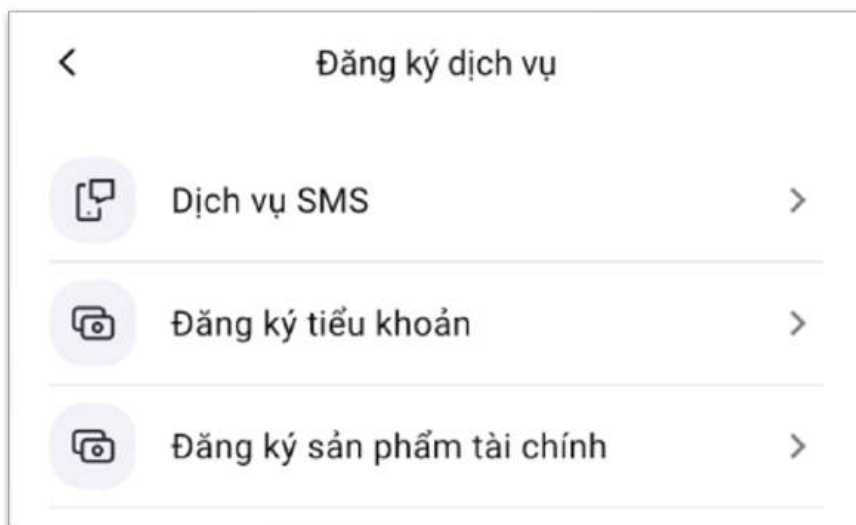 Đăng ký dịch vụ
Dịch vụ SMS
Đăng ký tiểu khoản
Đăng ký sản phẩm tài chính